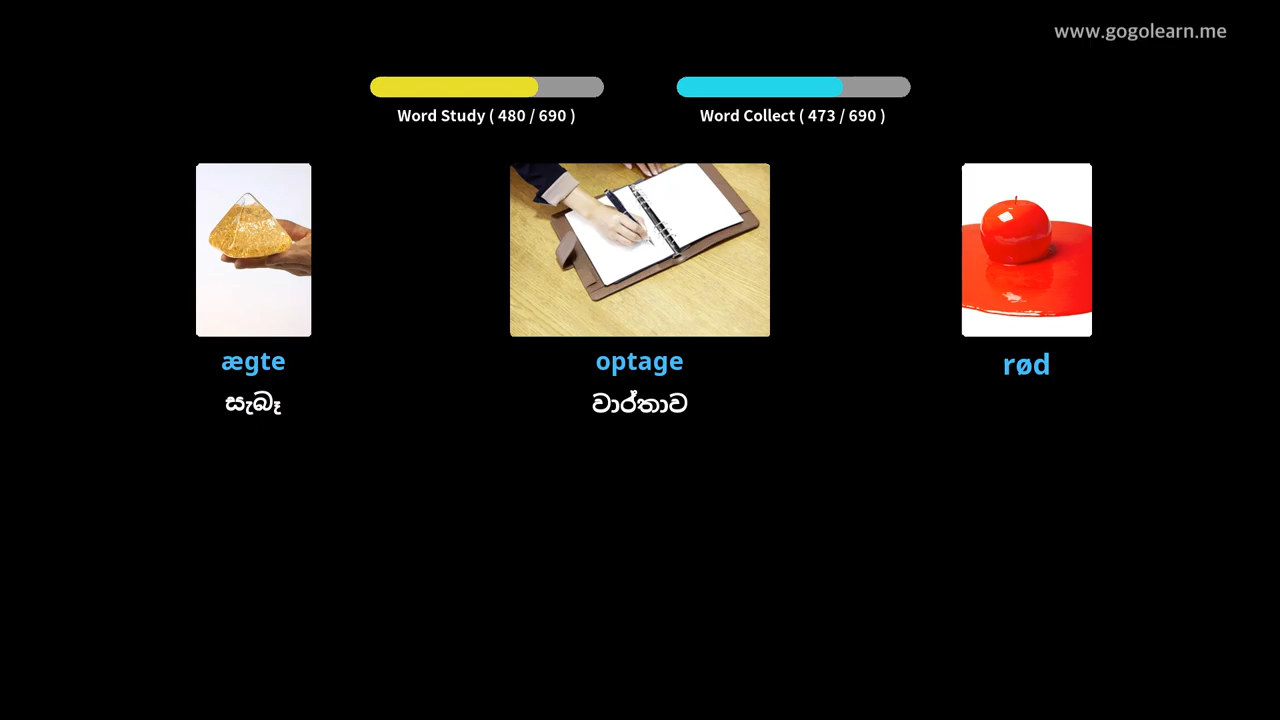 www.gogolearn.me
Word Study ( 480 / 690 )
Word Collect ( 473 / 690 )
ægte
optage
rød
සැබෑ
වාර්තාව